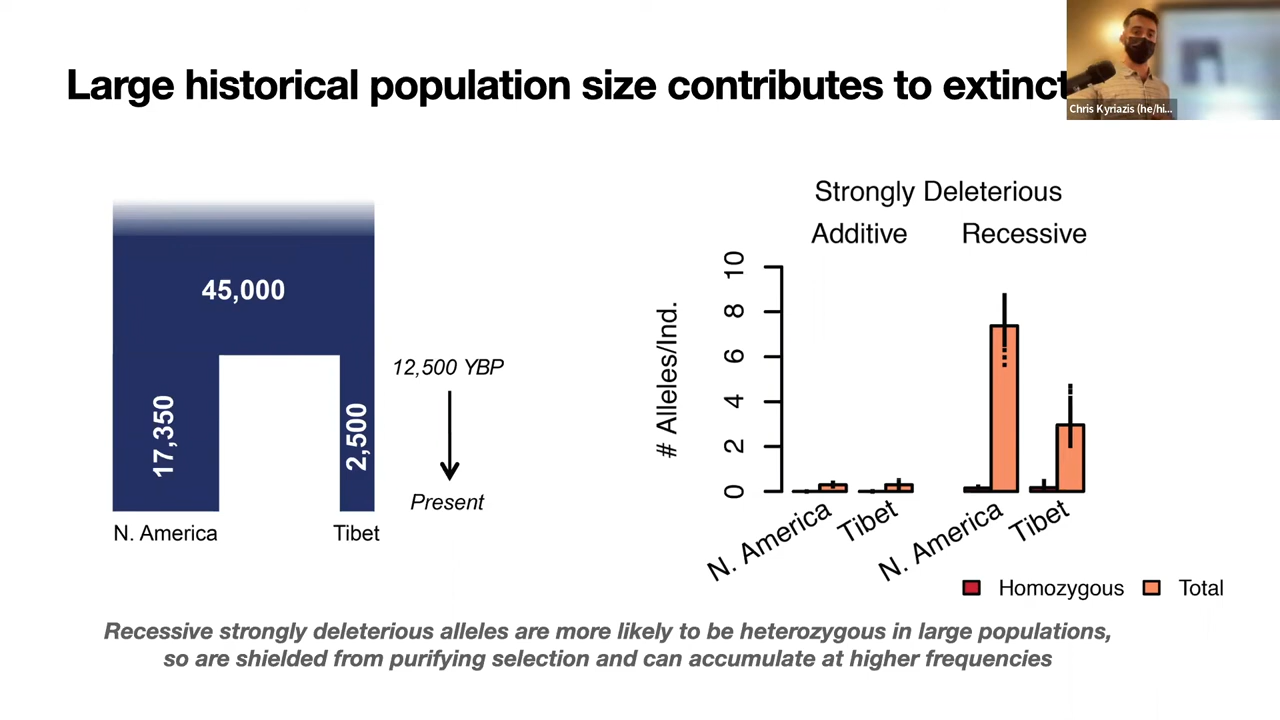 Large historical population size contributes to extinct
Chris Kyriazis (he/hi...
45,000
17,350
2,500
12,500 YBP
Present
N. America
Tibet
Strongly Deleterious
Additive
Recessive
# Alleles/Ind.
10
8
6
4
2
0
N. America
Tibet
N. America
Tibet
Homozygous
Total
Recessive strongly deleterious alleles are more likely to be heterozygous in large populations,
so are shielded from purifying selection and can accumulate at higher frequencies